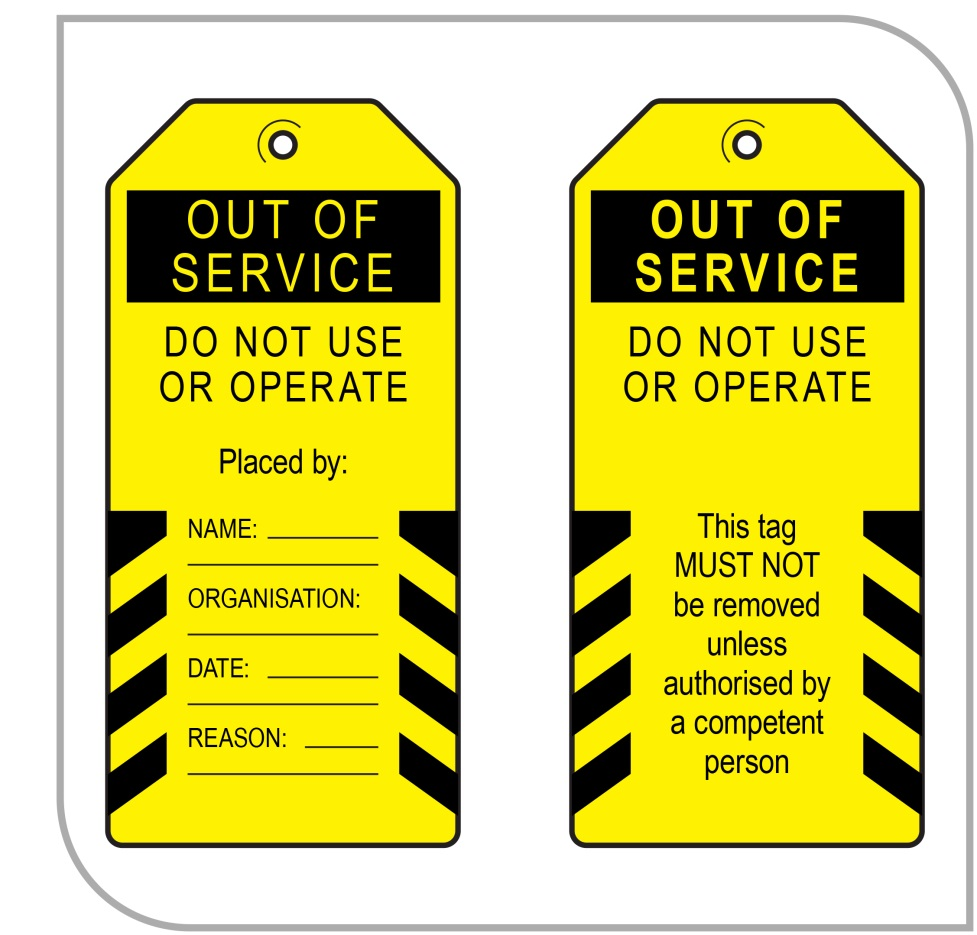 OUT OF
SERVICE
DO NOT USE
OR OPERATE
Placed by:
NAME:
ORGANISATION:
DATE:
REASON:
OUT OF
SERVICE
DO NOT USE
OR OPERATE
This tag
MUST NOT
be removed
unless
authorised by
a competent
person